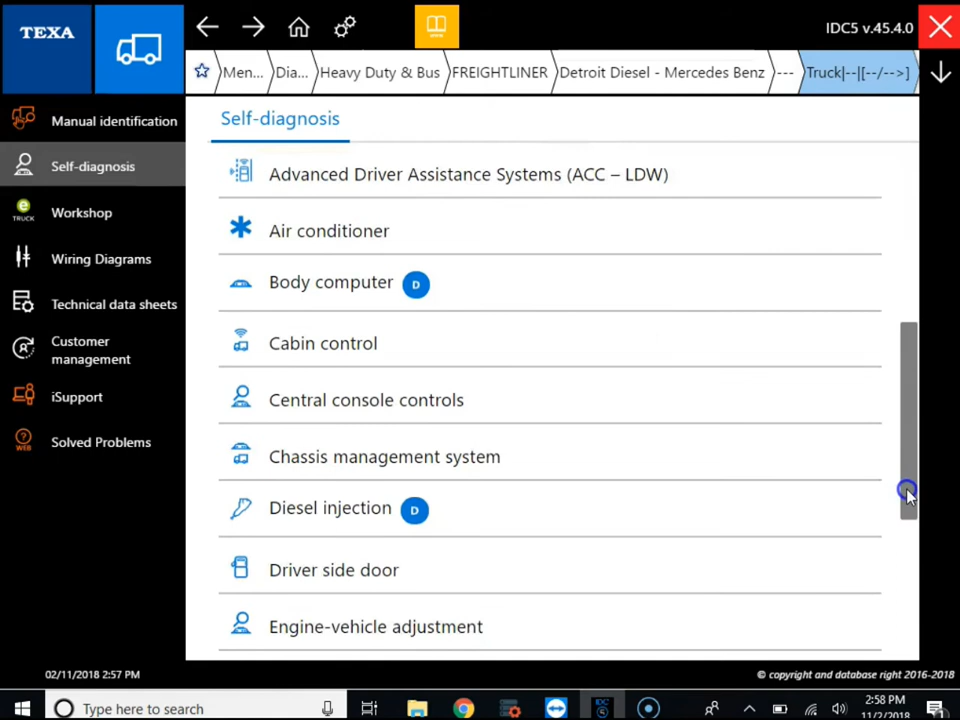 TEXA
IDC5 v.45.4.0
Men... Dia... Heavy Duty & Bus FREIGHTLINER Detroit Diesel - Mercedes Benz --- Truck|--|[--/-->]
Manual identification
Self-diagnosis
e
TRUCK
Workshop
Wiring Diagrams
Technical data sheets
Customer
management
iSupport
WEB
Solved Problems
Self-diagnosis
Advanced Driver Assistance Systems (ACC – LDW)
Air conditioner
Body computer D
Cabin control
Central console controls
Chassis management system
Diesel injection D
Driver side door
Engine-vehicle adjustment
02/11/2018 2:57 PM
© copyright and database right 2016-2018
Type here to search
IDC
5
2:58 PM
11/2/2018